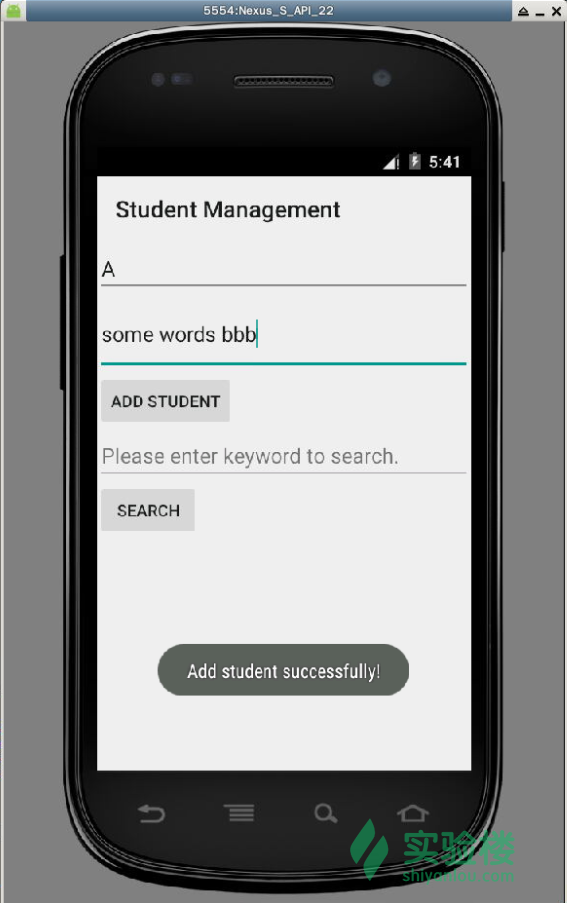 5554:Nexus_S_API_22
5:41
Student Management
A
some words bbb
ADD STUDENT
Please enter keyword to search.
SEARCH
Add student successfully!
实验楼
shiyanlou.com